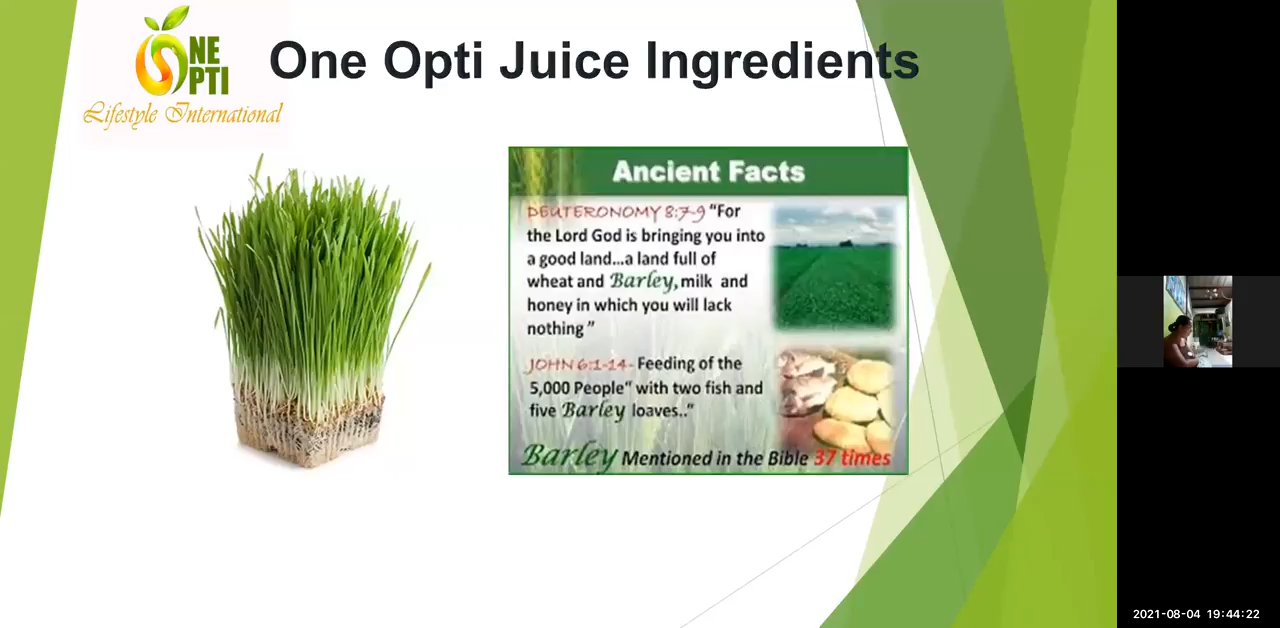 ONE
OPTI
Lifestyle International
One Opti Juice Ingredients
Ancient Facts
DEUTERONOMY 8:7-9 “For
the Lord God is bringing you into
a good land...a land full of
wheat and Barley, milk and
honey in which you will lack
nothing ”
JOHN 6:1-14- Feeding of the
5,000 People“ with two fish and
five Barley loaves..”
Barley Mentioned in the Bible 37 times
2021-08-04 19:44:22